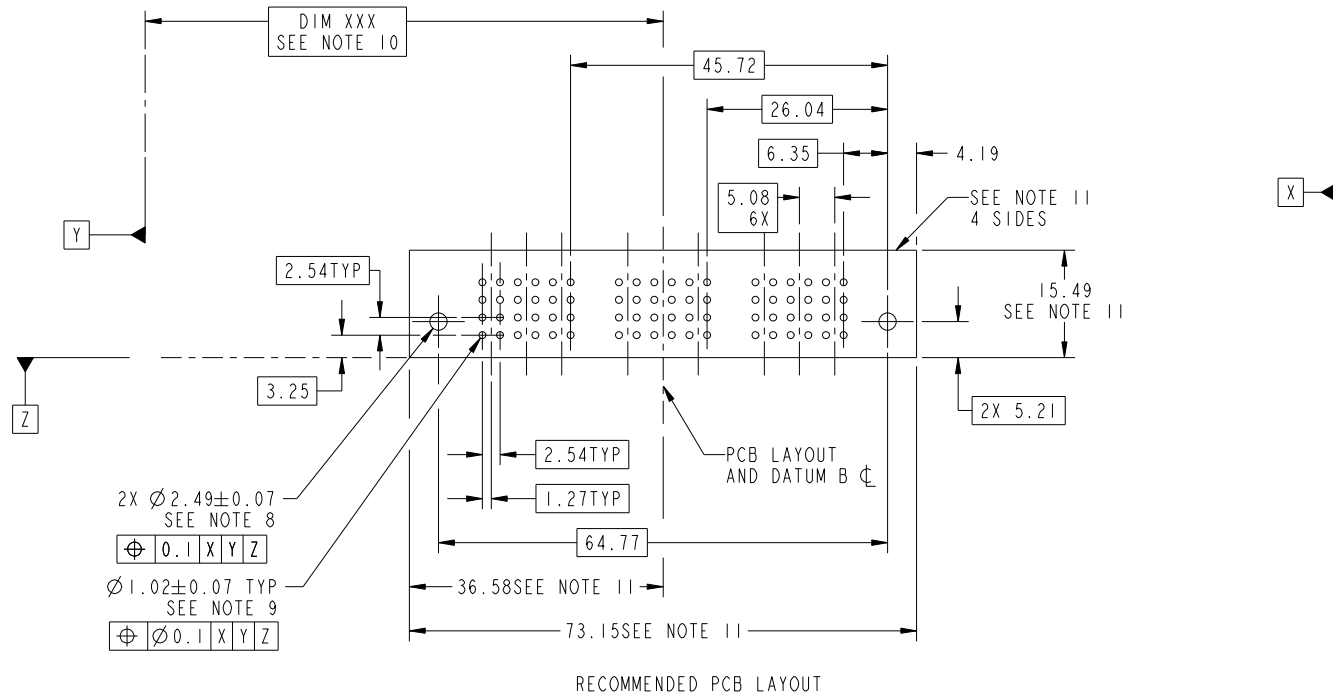 DIM XXX
SEE NOTE 10
45.72
26.04
6.35
4.19
5.08
6X
SEE NOTE 11
4 SIDES
X
Y
2.54TYP
15.49
SEE NOTE 11
3.25
Z
2X 5.21
2.54TYP
PCB LAYOUT
AND DATUM B ℄
1.27TYP
2X Ø2.49±0.07
SEE NOTE 8
⌖ 0.1 X Y Z
64.77
Ø1.02±0.07 TYP
SEE NOTE 9
⌖ Ø0.1 X Y Z
36.58SEE NOTE 11
73.15SEE NOTE 11
RECOMMENDED PCB LAYOUT